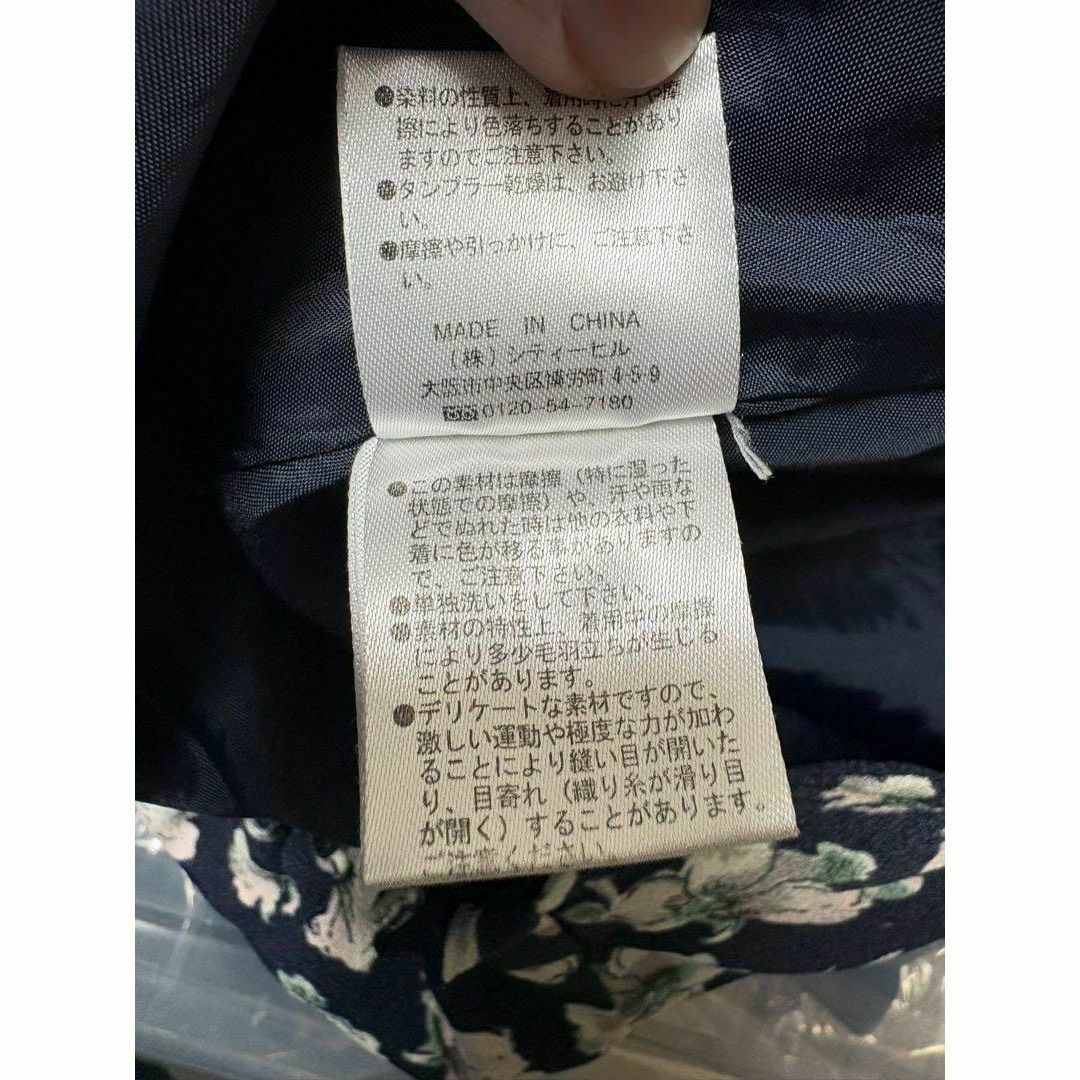 ●染料の性質上、着用時に汗や摩
擦により色落ちすることがあり
ますのでご注意下さい。
●タンブラー乾燥は、お避け下さ
い。
●摩擦や引っかけに、ご注意下さ
い。
MADE IN CHINA
（株）シティーヒル
大阪市中央区博労町4-5-9
0120-54-7180
●この素材は摩擦（特に湿った
状態での摩擦）や、汗や雨な
どでぬれた時は他の衣料や下
着に色が移る事がありますの
で、ご注意下さい。
●単独洗いをして下さい。
●素材の特性上、着用中の摩擦
により多少毛羽立ちが生じる
ことがあります。
●デリケートな素材ですので、
激しい運動や極度な力が加わ
ることにより縫い目が開いた
り、目寄れ（織り糸が滑り目
が開く）することがあります。
ください。